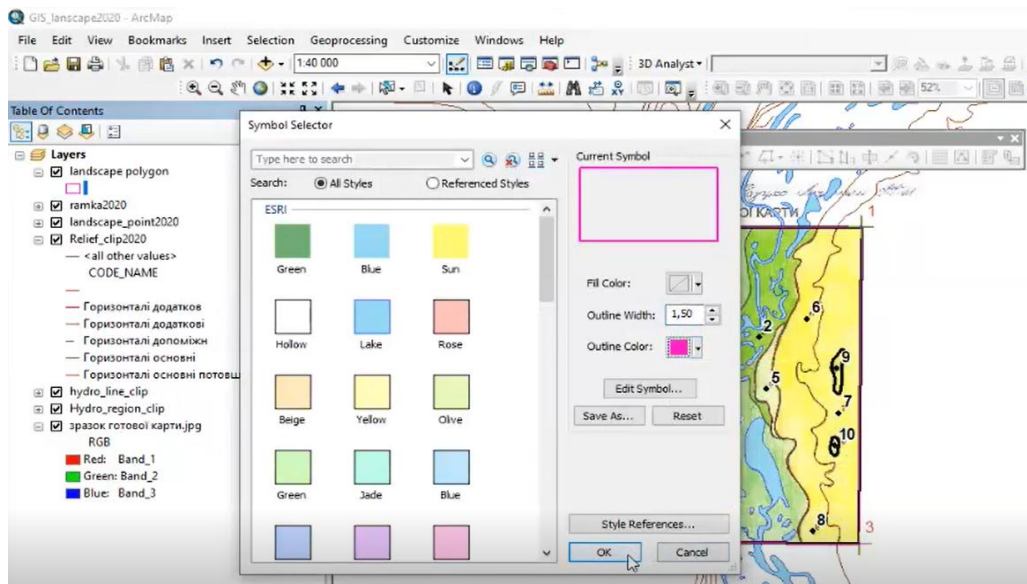 GIS_lanscape2020 - ArcMap
File Edit View Bookmarks Insert Selection Geoprocessing Customize Windows Help
1:40 000
3D Analyst
52%
Table Of Contents
Layers
landscape polygon
ramka2020
landscape_point2020
Relief_clip2020
<all other values>
CODE_NAME
Горизонталі додатков
Горизонталі додаткові
Горизонталі допоміжн
Горизонталі основні
Горизонталі основні потовщ
hydro_line_clip
Hydro_region_clip
зразок готової карти.jpg
RGB
Red: Band_1
Green: Band_2
Blue: Band_3
Symbol Selector
Type here to search
Search: All Styles Referenced Styles
ESRI
Green Blue Sun
Hollow Lake Rose
Beige Yellow Olive
Green Jade Blue
Current Symbol
Fill Color:
Outline Width: 1,50
Outline Color:
Edit Symbol...
Save As... Reset
Style References...
OK Cancel
ОЇ КАРТИ
1
6
2
9
5
7
10
8
3